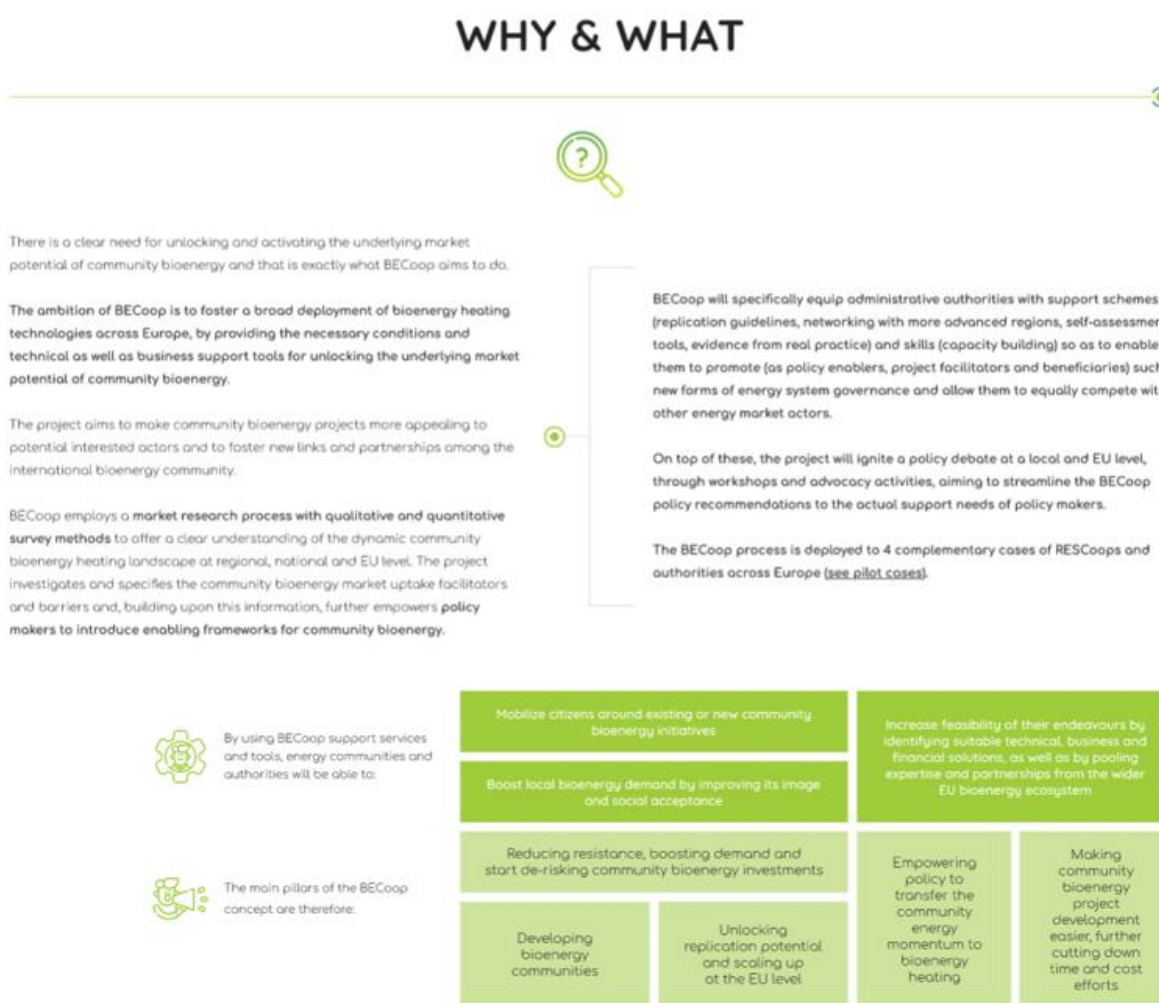 WHY & WHAT
?
There is a clear need for unlocking and activating the underlying market
potential of community bioenergy and that is exactly what BECoop aims to do.
The ambition of BECoop is to foster a broad deployment of bioenergy heating
technologies across Europe, by providing the necessary conditions and
technical as well as business support tools for unlocking the underlying market
potential of community bioenergy.
The project aims to make community bioenergy projects more appealing to
potential interested actors and to foster new links and partnerships among the
international bioenergy community.
BECoop employs a market research process with qualitative and quantitative
survey methods to offer a clear understanding of the dynamic community
bioenergy heating landscape at regional, national and EU level. The project
investigates and specifies the community bioenergy market uptake facilitators
and barriers and, building upon this information, further empowers policy
makers to introduce enabling frameworks for community bioenergy.
BECoop will specifically equip administrative authorities with support schemes
(replication guidelines, networking with more advanced regions, self-assessmen
tools, evidence from real practice) and skills (capacity building) so as to enable
them to promote (as policy enablers, project facilitators and beneficiaries) such
new forms of energy system governance and allow them to equally compete wit
other energy market actors.
On top of these, the project will ignite a policy debate at a local and EU level,
through workshops and advocacy activities, aiming to streamline the BECoop
policy recommendations to the actual support needs of policy makers.
The BECoop process is deployed to 4 complementary cases of RESCoops and
authorities across Europe (see pilot cases).
By using BECoop support services
and tools, energy communities and
authorities will be able to:
Mobilize citizens around existing or new community
bioenergy initiatives
Boost local bioenergy demand by improving its image
and social acceptance
Increase feasibility of their endeavours by
identifying suitable technical, business and
financial solutions, as well as by pooling
expertise and partnerships from the wider
EU bioenergy ecosystem
The main pillars of the BECoop
concept are therefore:
Reducing resistance, boosting demand and
start de-risking community bioenergy investments
Developing
bioenergy
communities
Unlocking
replication potential
and scaling up
at the EU level
Empowering
policy to
transfer the
community
energy
momentum to
bioenergy
heating
Making
community
bioenergy
project
development
easier, further
cutting down
time and cost
efforts